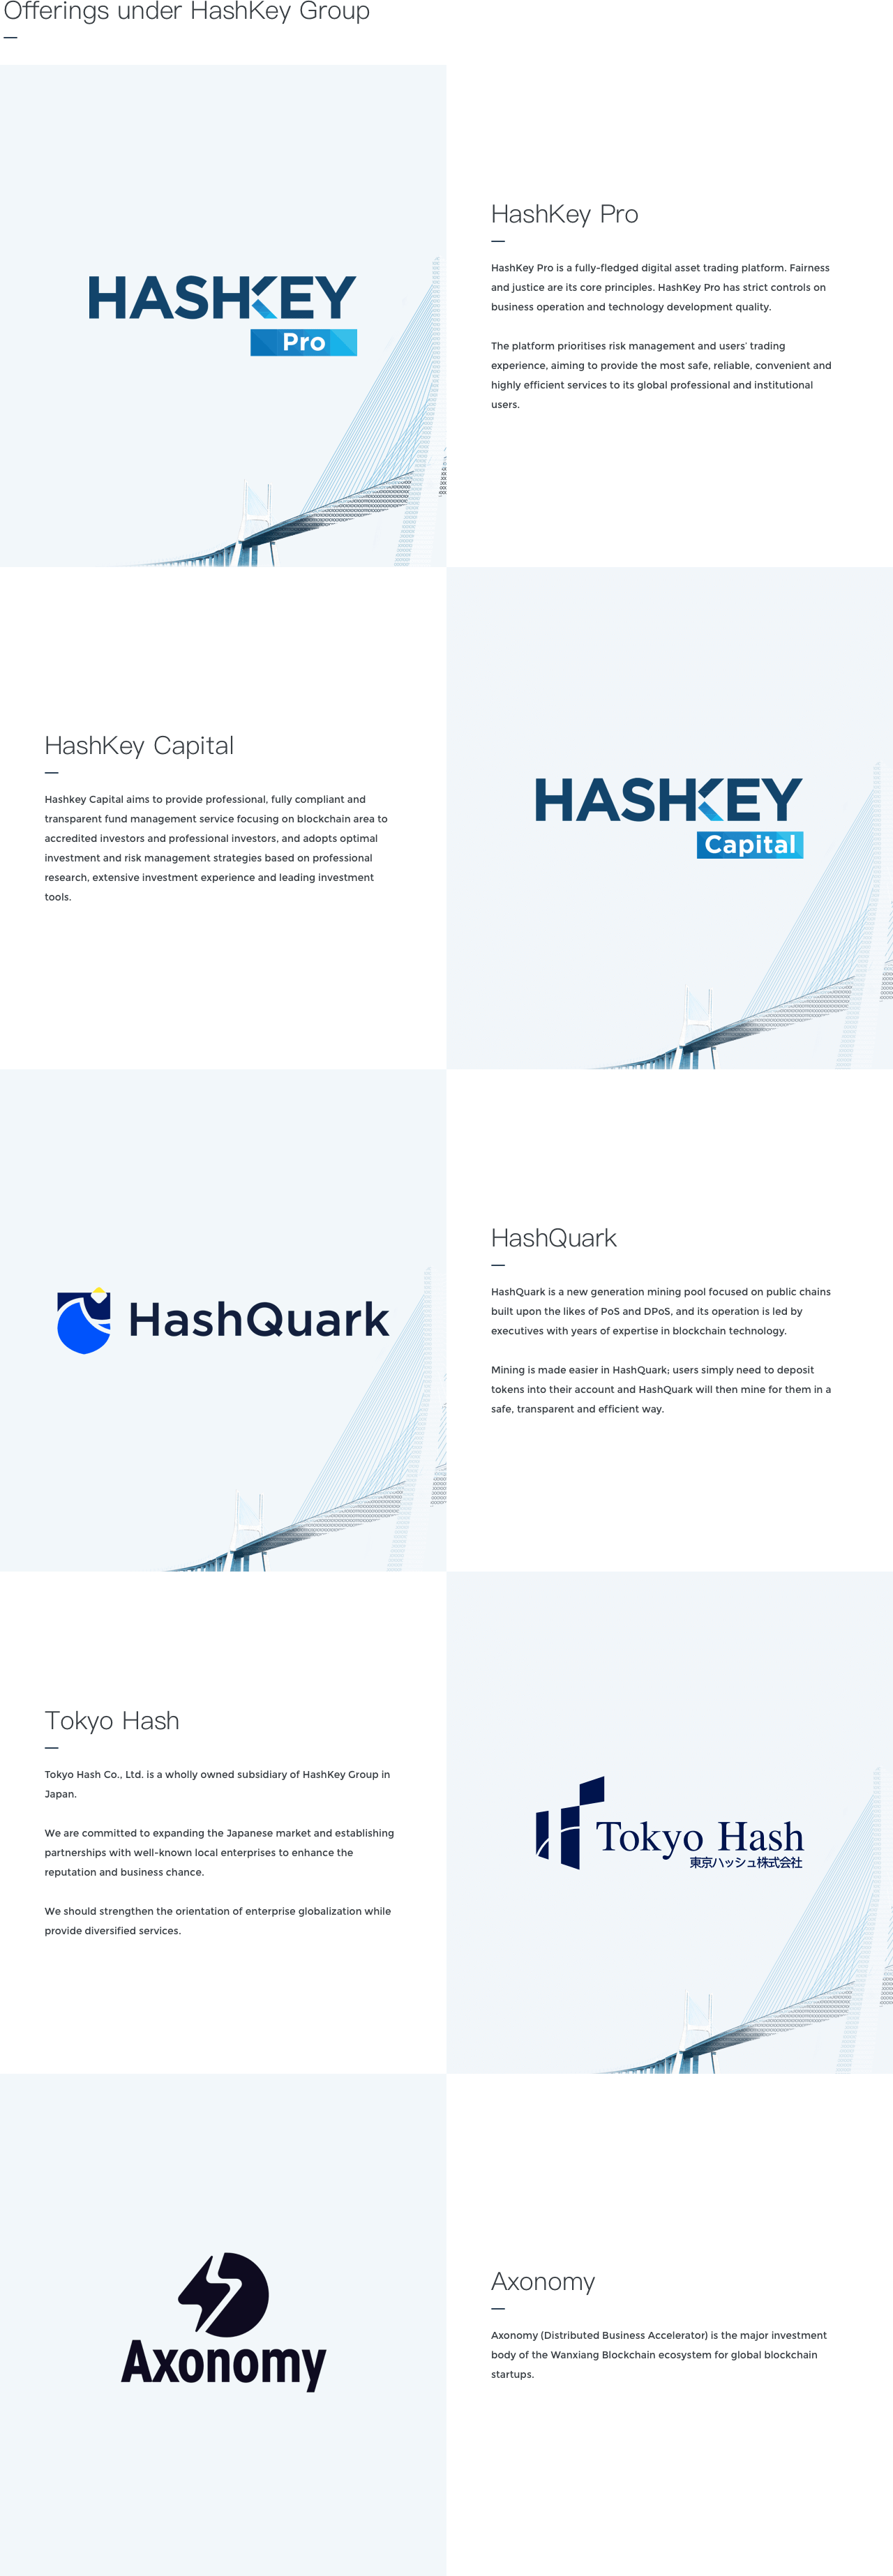 Offerings under HashKey Group
HASHKEY
Pro
HashKey Pro
HashKey Pro is a fully-fledged digital asset trading platform. Fairness
and justice are its core principles. HashKey Pro has strict controls on
business operation and technology development quality.
The platform prioritises risk management and users’ trading
experience, aiming to provide the most safe, reliable, convenient and
highly efficient services to its global professional and institutional
users.
HashKey Capital
Hashkey Capital aims to provide professional, fully compliant and
transparent fund management service focusing on blockchain area to
accredited investors and professional investors, and adopts optimal
investment and risk management strategies based on professional
research, extensive investment experience and leading investment
tools.
HASHKEY
Capital
HashQuark
HashQuark
HashQuark is a new generation mining pool focused on public chains
built upon the likes of PoS and DPoS, and its operation is led by
executives with years of expertise in blockchain technology.
Mining is made easier in HashQuark; users simply need to deposit
tokens into their account and HashQuark will then mine for them in a
safe, transparent and efficient way.
Tokyo Hash
Tokyo Hash Co., Ltd. is a wholly owned subsidiary of HashKey Group in
Japan.
We are committed to expanding the Japanese market and establishing
partnerships with well-known local enterprises to enhance the
reputation and business chance.
We should strengthen the orientation of enterprise globalization while
provide diversified services.
Tokyo Hash
東京ハッシュ株式会社
Axonomy
Axonomy
Axonomy (Distributed Business Accelerator) is the major investment
body of the Wanxiang Blockchain ecosystem for global blockchain
startups.